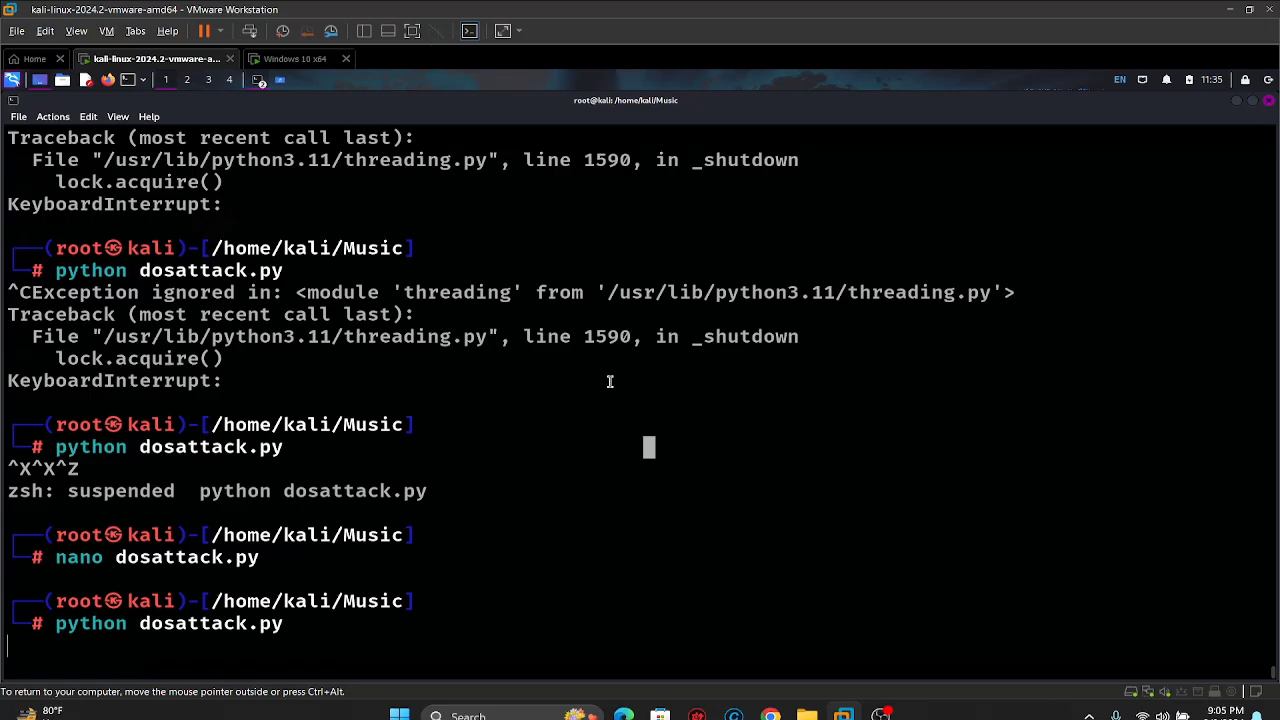 kali-linux-2024.2-vmware-amd64 - VMware Workstation
File Edit View VM Tabs Help
Home kali-linux-2024.2-vmware-a... Windows 10 x64
1 2 3 4 EN 11:35
root@kali: /home/kali/Music
File Actions Edit View Help
Traceback (most recent call last):
File "/usr/lib/python3.11/threading.py", line 1590, in _shutdown
lock.acquire()
KeyboardInterrupt:
(root㉿kali)-[/home/kali/Music]
# python dosattack.py
^CException ignored in: <module 'threading' from '/usr/lib/python3.11/threading.py'>
Traceback (most recent call last):
File "/usr/lib/python3.11/threading.py", line 1590, in _shutdown
lock.acquire()
KeyboardInterrupt:
(root㉿kali)-[/home/kali/Music]
# python dosattack.py
^X^X^Z
zsh: suspended  python dosattack.py
(root㉿kali)-[/home/kali/Music]
# nano dosattack.py
(root㉿kali)-[/home/kali/Music]
# python dosattack.py
To return to your computer, move the mouse pointer outside or press Ctrl+Alt.
80°F
Search
9:05 PM